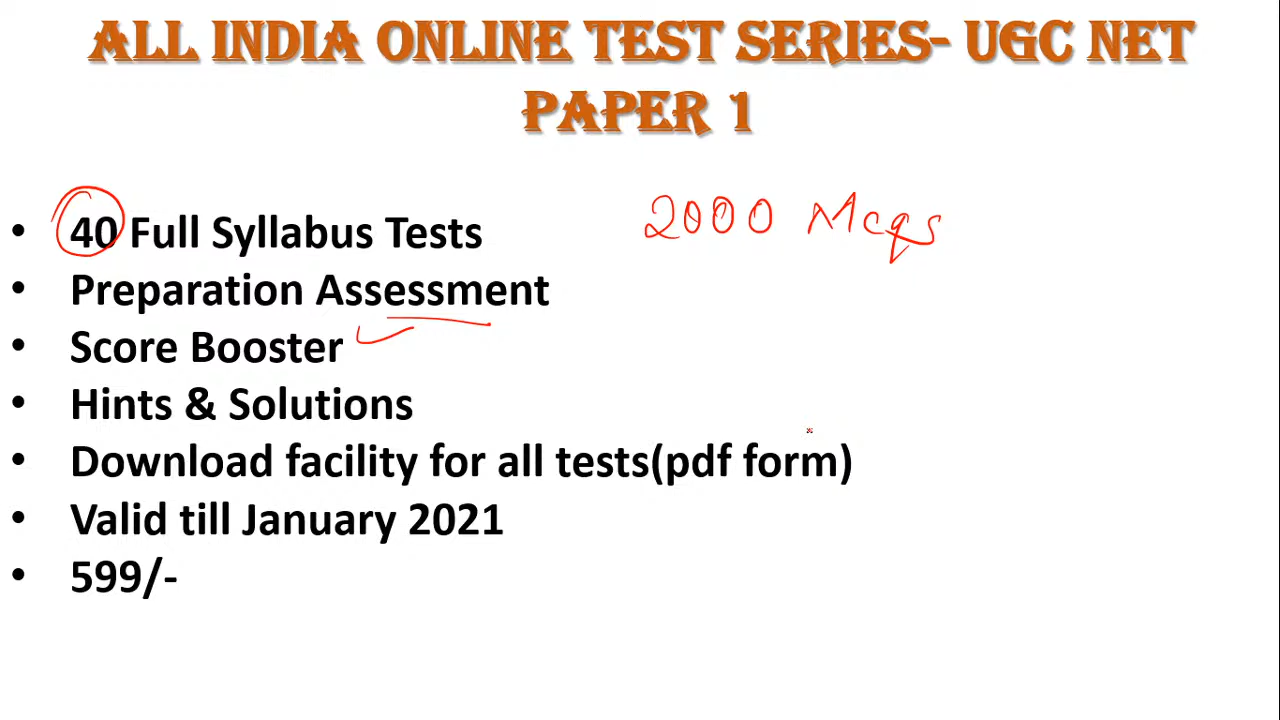 ALL INDIA ONLINE TEST SERIES- UGC NET
PAPER 1
• 40 Full Syllabus Tests
2000 Mcqs
• Preparation Assessment
• Score Booster
• Hints & Solutions
• Download facility for all tests(pdf form)
• Valid till January 2021
• 599/-